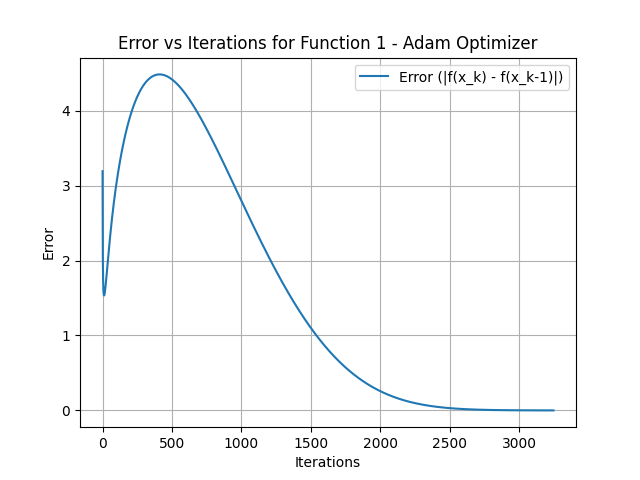 Error vs Iterations for Function 1 - Adam Optimizer
Error (|f(x_k) - f(x_k-1)|)
Error
4
3
2
1
0
0 500 1000 1500 2000 2500 3000
Iterations